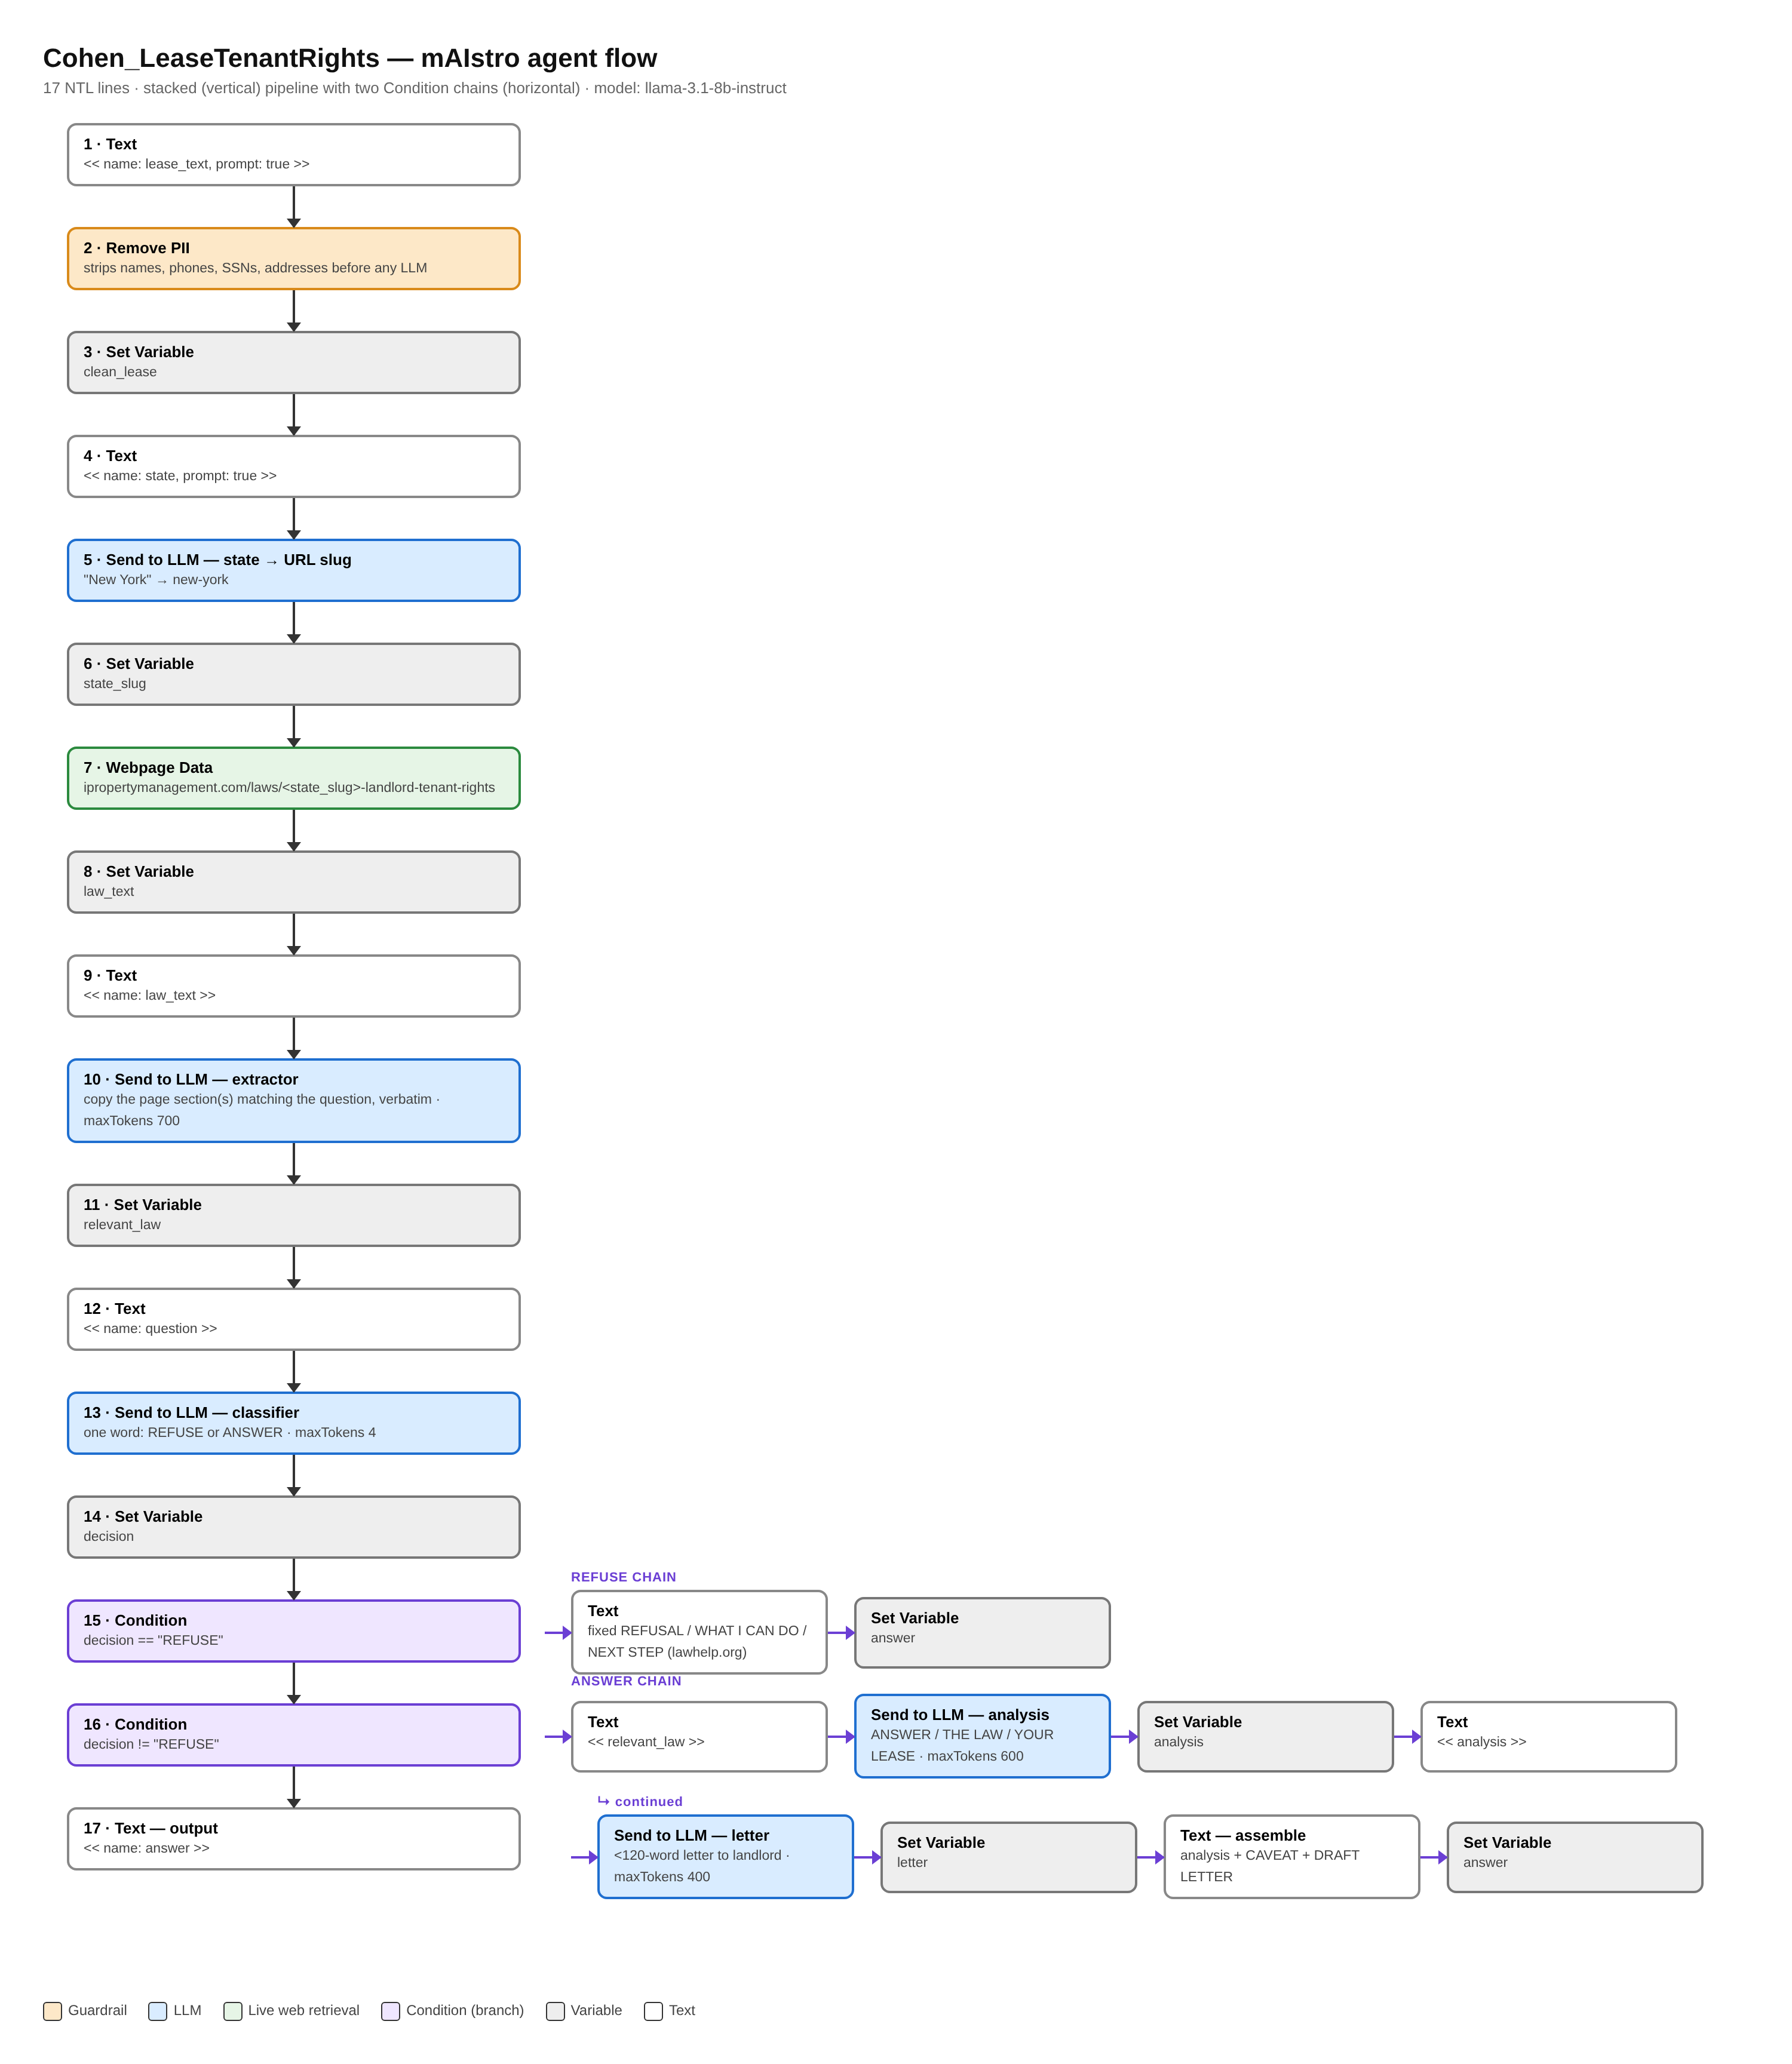 Cohen_LeaseTenantRights — mAIstro agent flow
17 NTL lines · stacked (vertical) pipeline with two Condition chains (horizontal) · model: llama-3.1-8b-instruct
1 · Text
<< name: lease_text, prompt: true >>
2 · Remove PII
strips names, phones, SSNs, addresses before any LLM
3 · Set Variable
clean_lease
4 · Text
<< name: state, prompt: true >>
5 · Send to LLM — state → URL slug
"New York" → new-york
6 · Set Variable
state_slug
7 · Webpage Data
ipropertymanagement.com/laws/<state_slug>-landlord-tenant-rights
8 · Set Variable
law_text
9 · Text
<< name: law_text >>
10 · Send to LLM — extractor
copy the page section(s) matching the question, verbatim ·
maxTokens 700
11 · Set Variable
relevant_law
12 · Text
<< name: question >>
13 · Send to LLM — classifier
one word: REFUSE or ANSWER · maxTokens 4
14 · Set Variable
decision
15 · Condition
decision == "REFUSE"
REFUSE CHAIN
Text
fixed REFUSAL / WHAT I CAN DO /
NEXT STEP (lawhelp.org)
Set Variable
answer
16 · Condition
decision != "REFUSE"
ANSWER CHAIN
Text
<< relevant_law >>
Send to LLM — analysis
ANSWER / THE LAW / YOUR
LEASE · maxTokens 600
Set Variable
analysis
Text
<< analysis >>
↳ continued
Send to LLM — letter
<120-word letter to landlord ·
maxTokens 400
Set Variable
letter
Text — assemble
analysis + CAVEAT + DRAFT
LETTER
Set Variable
answer
17 · Text — output
<< name: answer >>
Guardrail
LLM
Live web retrieval
Condition (branch)
Variable
Text